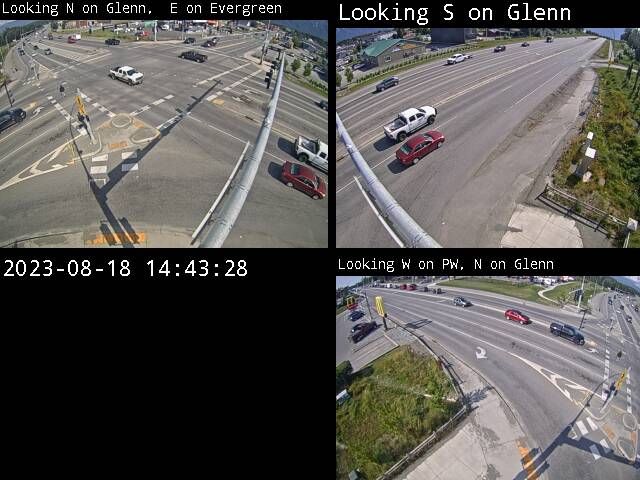 Looking N on Glenn, E on Evergreen
Looking S on Glenn
2023-08-18 14:43:28
Looking W on PW, N on Glenn